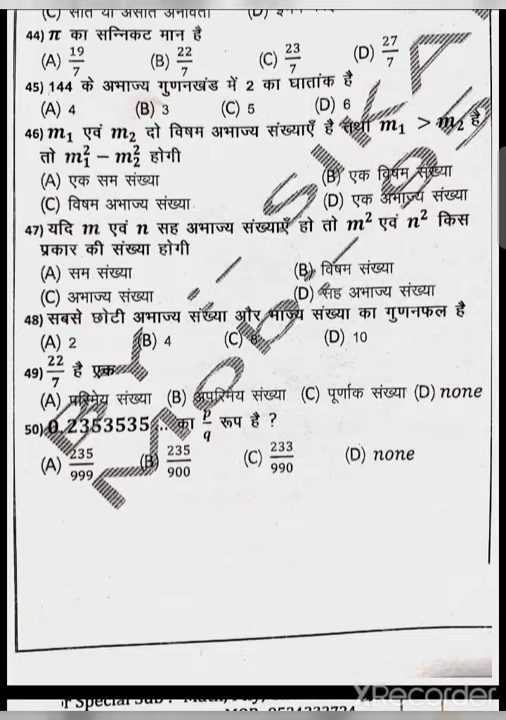 (C) सांत या असांत अनावर्ती (D)
44) π का सन्निकट मान है
(A) 19/7 (B) 22/7 (C) 23/7 (D) 27/7
45) 144 के अभाज्य गुणनखंड में 2 का घातांक है
(A) 4 (B) 3 (C) 5 (D) 6
46) m₁ एवं m₂ दो विषम अभाज्य संख्याएँ है तथा m₁ > m₂ है,
तो m₁² − m₂² होगी
(A) एक सम संख्या (B) एक विषम संख्या
(C) विषम अभाज्य संख्या (D) एक अभाज्य संख्या
47) यदि m एवं n सह अभाज्य संख्याएँ हो तो m² एवं n² किस
प्रकार की संख्या होगी
(A) सम संख्या (B) विषम संख्या
(C) अभाज्य संख्या (D) सह अभाज्य संख्या
48) सबसे छोटी अभाज्य संख्या और भाज्य संख्या का गुणनफल है
(A) 2 (B) 4 (C) 8 (D) 10
49) 22/7 है एक
(A) परिमेय संख्या (B) अपरिमेय संख्या (C) पूर्णांक संख्या (D) none
50) 0.2353535... का p/q रूप है ?
(A) 235/999 (B) 235/900 (C) 233/990 (D) none
XRecorder